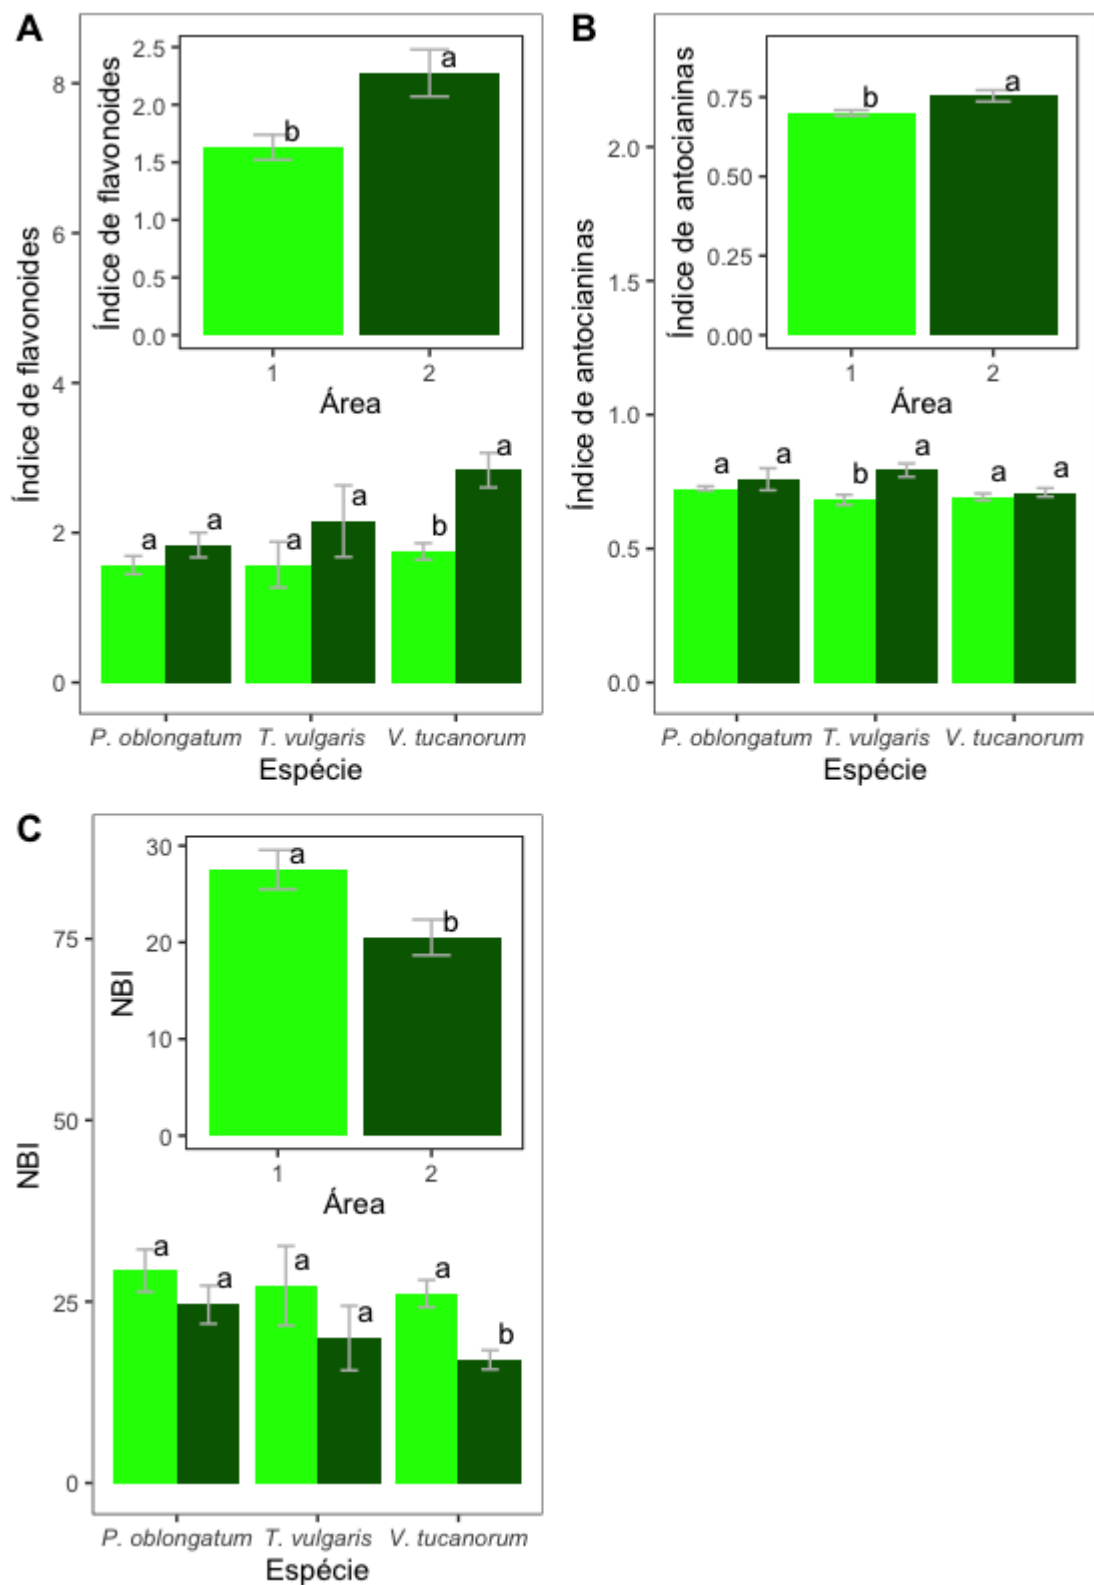 A
Índice de flavonoides
8
6
4
2
0
Índice de flavonoides
2.5
2.0
1.5
1.0
0.5
0.0
b
a
1
2
Área
a
a
a
a
b
a
P. oblongatum
T. vulgaris
V. tucanorum
Espécie
B
Índice de antocianinas
2.0
1.5
1.0
0.5
0.0
Índice de antocianinas
0.75
0.50
0.25
0.00
b
a
1
2
Área
a
a
b
a
a
a
P. oblongatum
T. vulgaris
V. tucanorum
Espécie
C
NBI
75
50
25
0
NBI
30
20
10
0
a
b
1
2
Área
a
a
a
a
a
b
P. oblongatum
T. vulgaris
V. tucanorum
Espécie